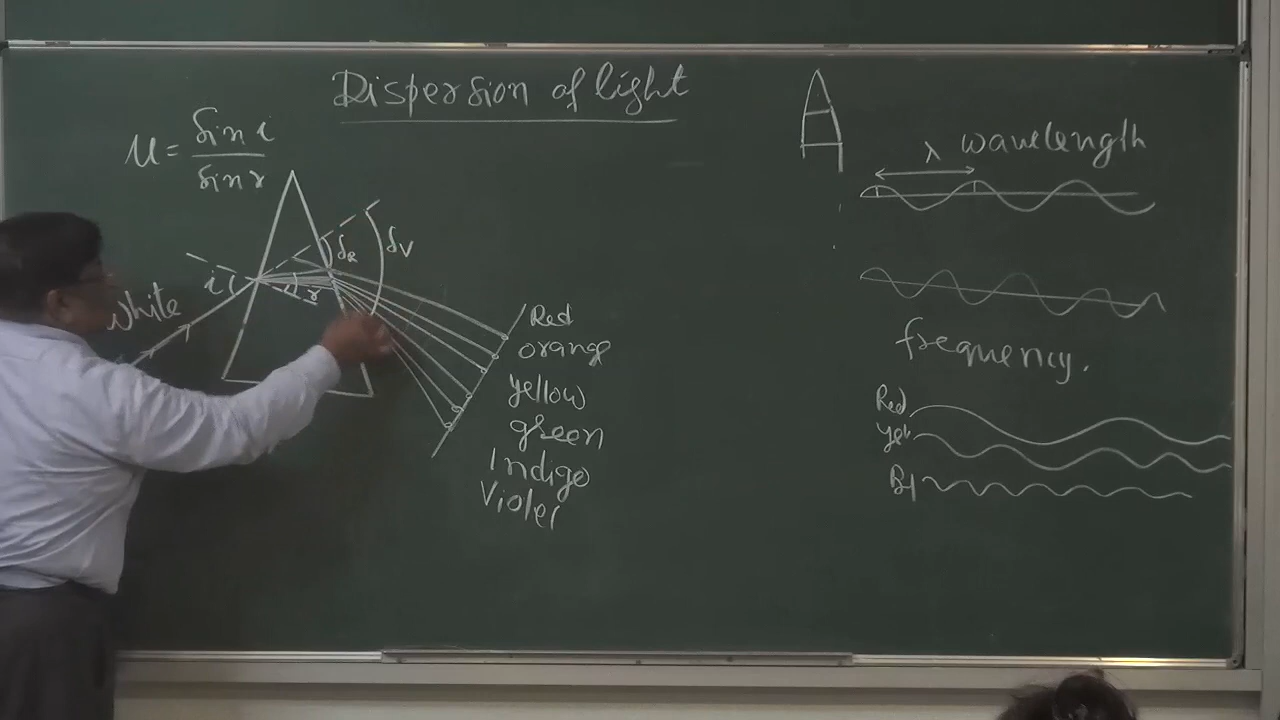 Dispersion of light
μ = sin i / sin r
White
i
r
δR
δV
Red
orange
yellow
green
Indigo
Violet
A
λ wavelength
frequency.
Red
Yel
Bl